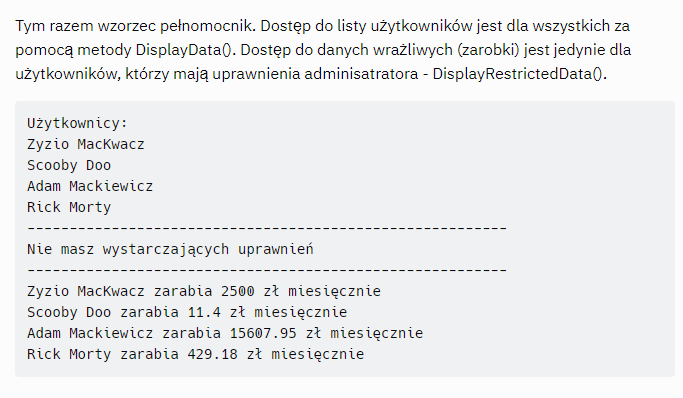 Tym razem wzorzec pełnomocnik. Dostęp do listy użytkowników jest dla wszystkich za
pomocą metody DisplayData(). Dostęp do danych wrażliwych (zarobki) jest jedynie dla
użytkowników, którzy mają uprawnienia adminisatratora - DisplayRestrictedData().
Użytkownicy:
Zyzio MacKwacz
Scooby Doo
Adam Mackiewicz
Rick Morty
---------------------------------------------------------
Nie masz wystarczających uprawnień
---------------------------------------------------------
Zyzio MacKwacz zarabia 2500 zł miesięcznie
Scooby Doo zarabia 11.4 zł miesięcznie
Adam Mackiewicz zarabia 15607.95 zł miesięcznie
Rick Morty zarabia 429.18 zł miesięcznie